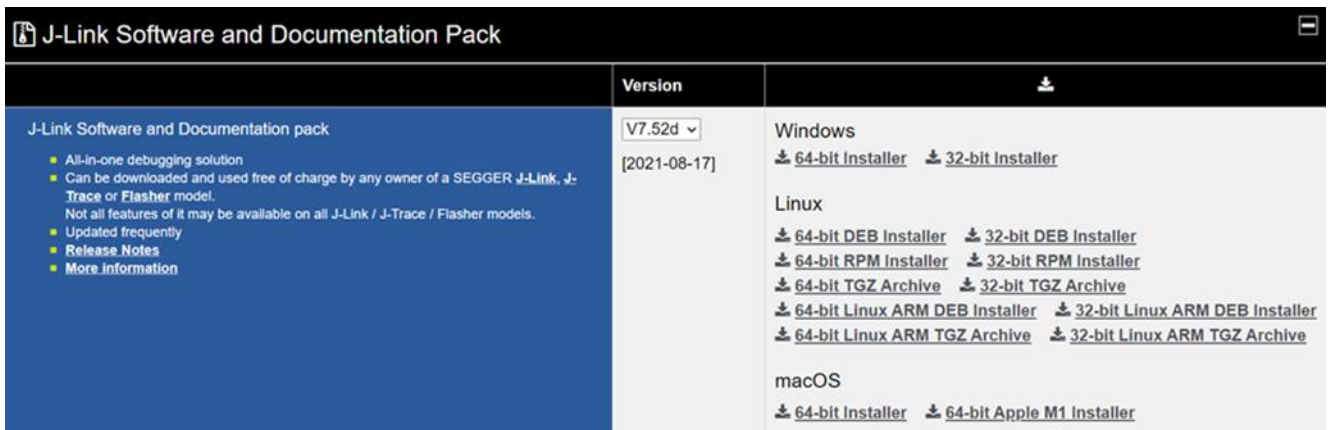 J-Link Software and Documentation Pack
Version
J-Link Software and Documentation pack
All-in-one debugging solution
Can be downloaded and used free of charge by any owner of a SEGGER J-Link, J-
Trace or Flasher model.
Not all features of it may be available on all J-Link / J-Trace / Flasher models.
Updated frequently
Release Notes
More information
V7.52d
[2021-08-17]
Windows
64-bit Installer 32-bit Installer
Linux
64-bit DEB Installer 32-bit DEB Installer
64-bit RPM Installer 32-bit RPM Installer
64-bit TGZ Archive 32-bit TGZ Archive
64-bit Linux ARM DEB Installer 32-bit Linux ARM DEB Installer
64-bit Linux ARM TGZ Archive 32-bit Linux ARM TGZ Archive
macOS
64-bit Installer 64-bit Apple M1 Installer